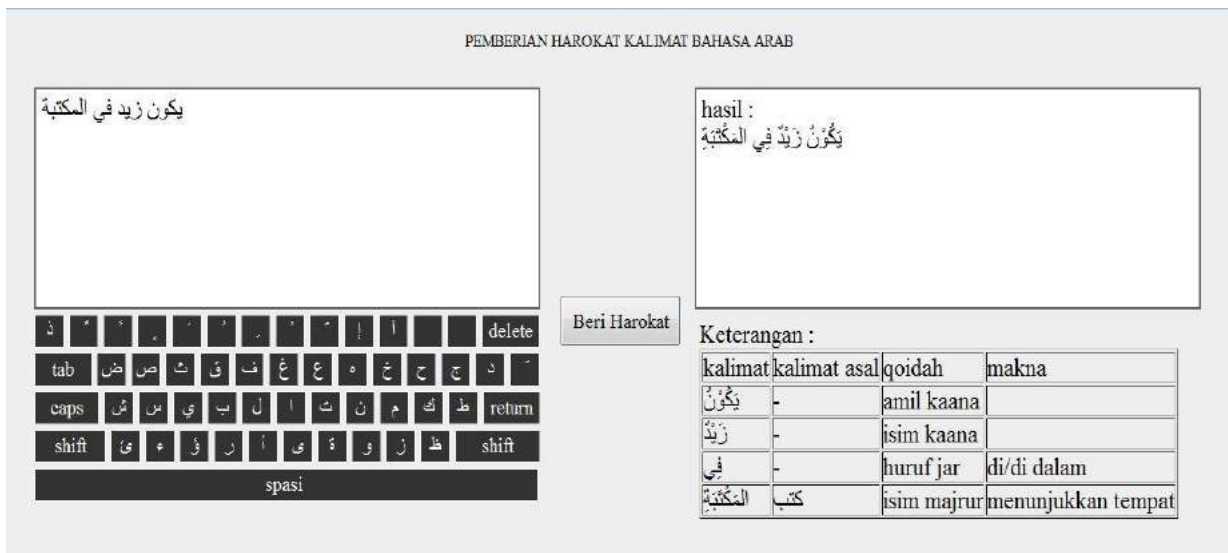 PEMBERIAN HAROKAT KALIMAT BAHASA ARAB
يكون زيد في المكتبة
hasil :
يَكُوْنُ زَيْدٌ فِي المَكْتَبَةِ
Beri Harokat
ذ إ آ delete
tab ض ص ث ق ف غ ع ه خ ح ج د
caps ش س ي ب ل ا ت ن م ك ط return
shift ئ ء ؤ ر أ ى ة و ز ظ shift
spasi
Keterangan :
kalimat kalimat asal qoidah makna
يَكُوْنُ - amil kaana
زَيْدٌ - isim kaana
فِي - huruf jar di/di dalam
المَكْتَبَةِ كتب isim majrur menunjukkan tempat